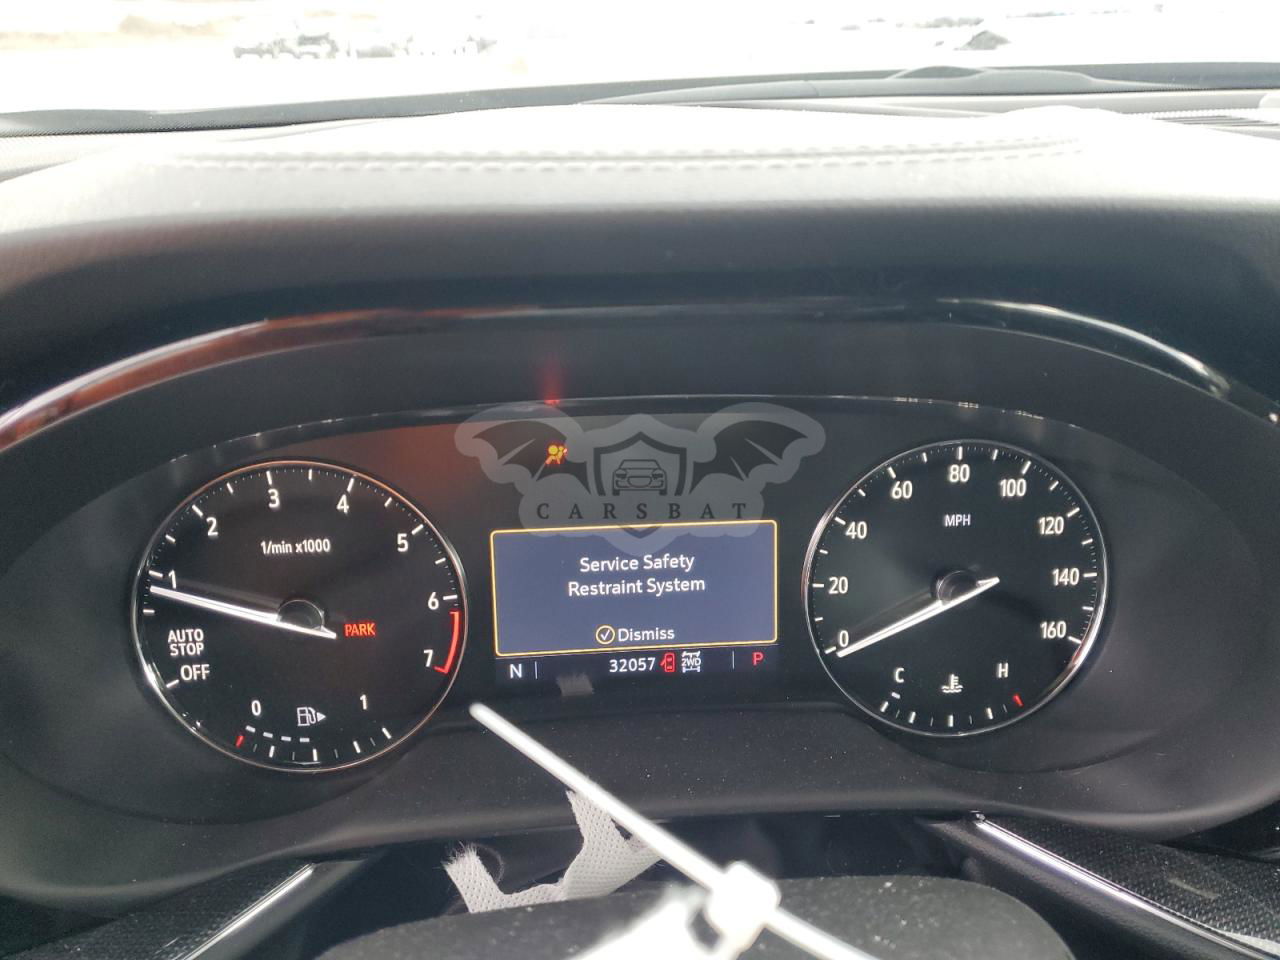 CARSBAT
1/min x1000
1
2
3
4
5
6
7
PARK
AUTO
STOP
OFF
0
1
Service Safety
Restraint System
Dismiss
N
32057
2WD
P
MPH
0
20
40
60
80
100
120
140
160
C
H